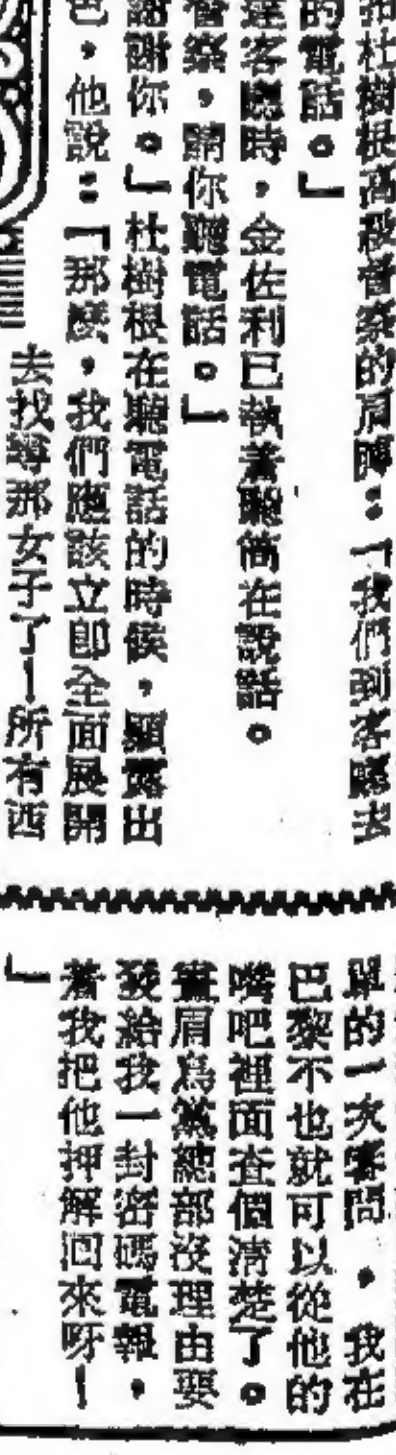 拍杜樹根高級督察的肩膊：「我們到客廳去
的電話。」
達客廳時，金佐利已執着聽筒在說話。
督察，請你聽電話。」
謝謝你。」杜樹根在聽電話的時候，顯露出
色，他說：「那麽，我們應該立即全面展開
去找尋那女子了！所有西
單的一次審問，我在
巴黎不也就可以從他的
嘴吧裡面查個清楚了。
畫眉鳥黨總部沒理由要
發給我一封密碼電報，
着我把他押解回來呀！
」